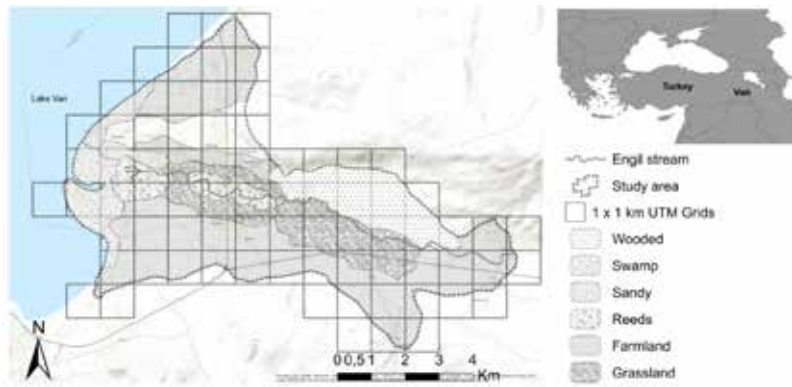 Lake Van
N
0 0,5 1 2 3 4
Km
Turkey
Van
Engil stream
Study area
1 x 1 km UTM Grids
Wooded
Swamp
Sandy
Reeds
Farmland
Grassland